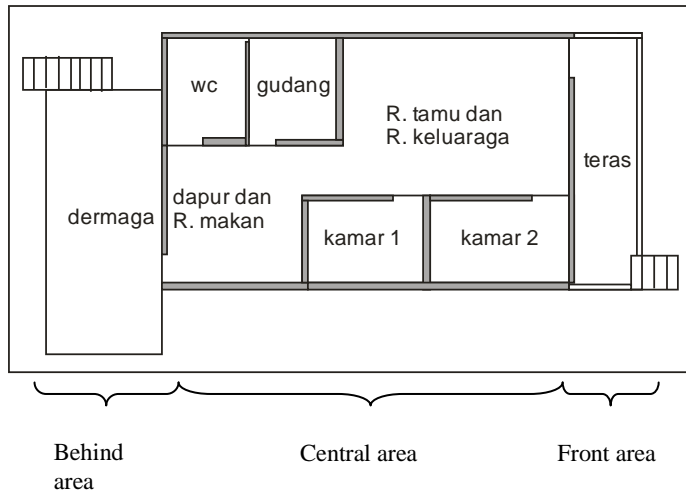 wc
gudang
R. tamu dan
R. keluaraga
teras
dermaga
dapur dan
R. makan
kamar 1
kamar 2
Behind
area
Central area
Front area